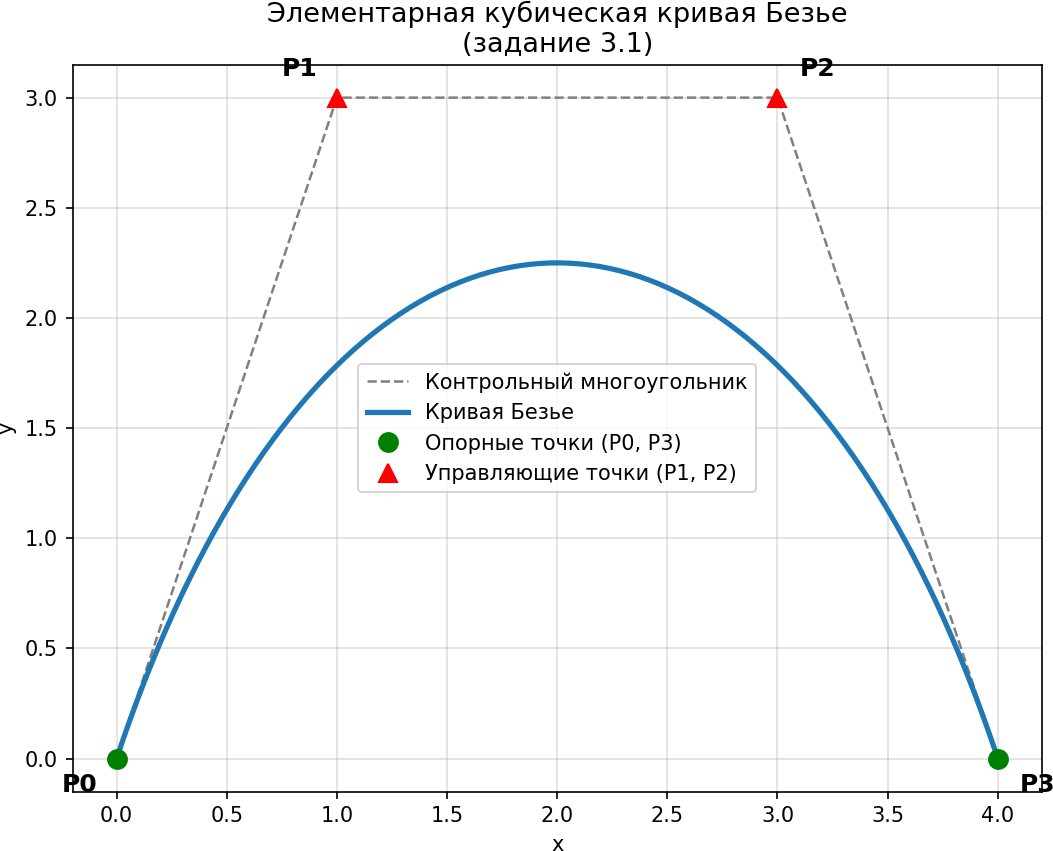 Элементарная кубическая кривая Безье
(задание 3.1)
P1
P2
3.0
2.5
2.0
1.5
1.0
0.5
0.0
y
Контрольный многоугольник
Кривая Безье
Опорные точки (P0, P3)
Управляющие точки (P1, P2)
P0
P3
0.0 0.5 1.0 1.5 2.0 2.5 3.0 3.5 4.0
x